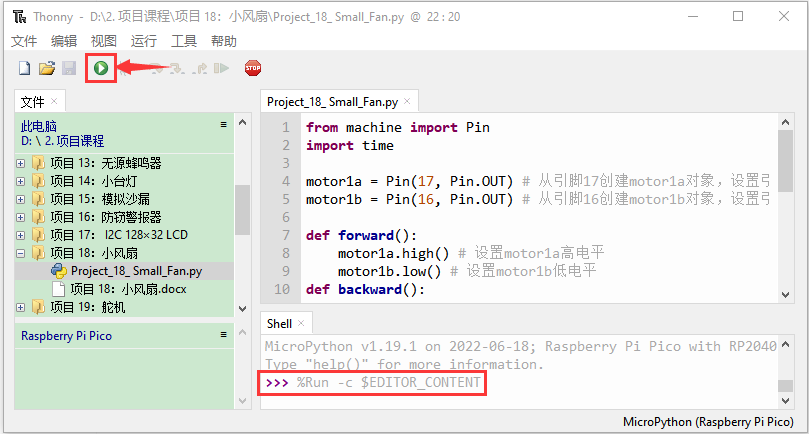 Thonny - D:\2. 项目课程\项目 18：小风扇\Project_18_ Small_Fan.py @ 22 : 20
文件 编辑 视图 运行 工具 帮助
STOP
文件 ×
此电脑
D: \ 2. 项目课程
项目 13：无源蜂鸣器
项目 14：小台灯
项目 15：模拟沙漏
项目 16：防窃警报器
项目 17： I2C 128×32 LCD
项目 18：小风扇
Project_18_ Small_Fan.py
项目 18：小风扇.docx
项目 19：舵机
Raspberry Pi Pico
Project_18_ Small_Fan.py ×
1 from machine import Pin
2 import time
3
4 motor1a = Pin(17, Pin.OUT) # 从引脚17创建motor1a对象，设置引
5 motor1b = Pin(16, Pin.OUT) # 从引脚16创建motor1b对象，设置引
6
7 def forward():
8 motor1a.high() # 设置motor1a高电平
9 motor1b.low() # 设置motor1b低电平
10 def backward():
Shell ×
MicroPython v1.19.1 on 2022-06-18; Raspberry Pi Pico with RP2040
Type "help()" for more information.
>>> %Run -c $EDITOR_CONTENT
MicroPython (Raspberry Pi Pico)